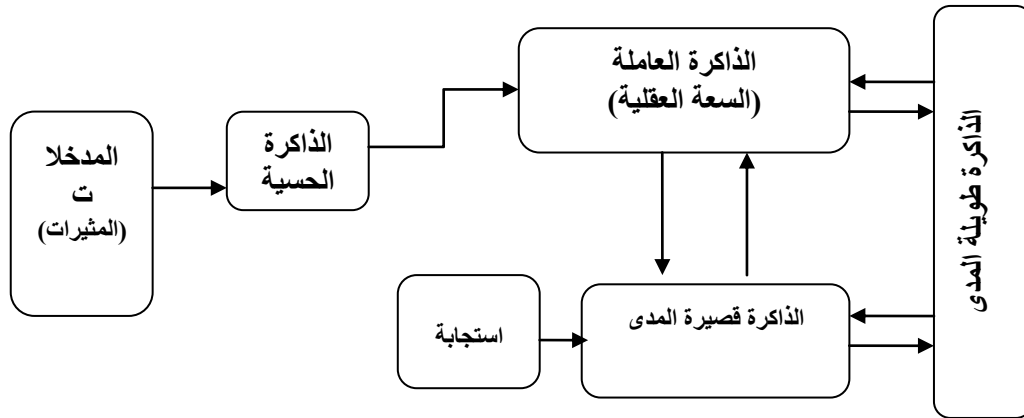 المدخلا
ت
(المثيرات)
الذاكرة
الحسية
الذاكرة العاملة
(السعة العقلية)
استجابة
الذاكرة قصيرة المدى
الذاكرة طويلة المدى